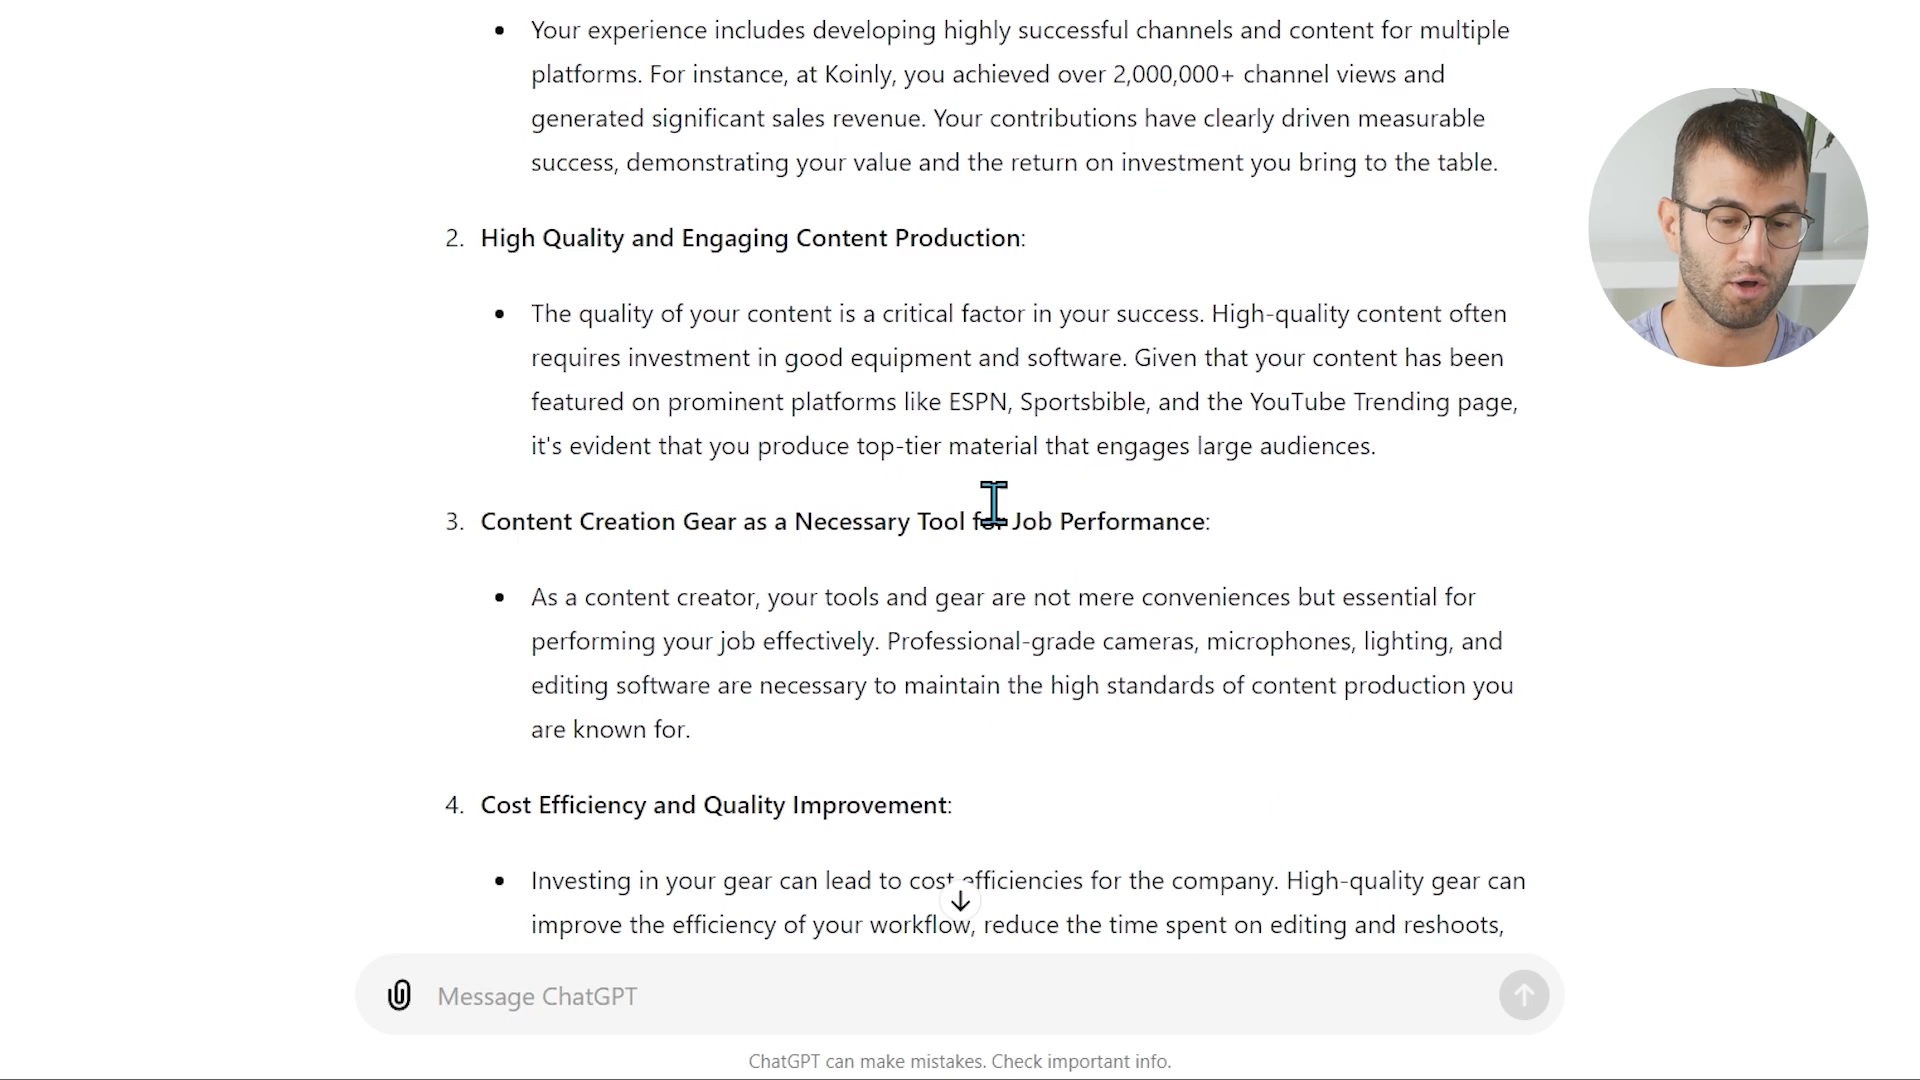 • Your experience includes developing highly successful channels and content for multiple
platforms. For instance, at Koinly, you achieved over 2,000,000+ channel views and
generated significant sales revenue. Your contributions have clearly driven measurable
success, demonstrating your value and the return on investment you bring to the table.
2. High Quality and Engaging Content Production:
• The quality of your content is a critical factor in your success. High-quality content often
requires investment in good equipment and software. Given that your content has been
featured on prominent platforms like ESPN, Sportsbible, and the YouTube Trending page,
it's evident that you produce top-tier material that engages large audiences.
3. Content Creation Gear as a Necessary Tool for Job Performance:
• As a content creator, your tools and gear are not mere conveniences but essential for
performing your job effectively. Professional-grade cameras, microphones, lighting, and
editing software are necessary to maintain the high standards of content production you
are known for.
4. Cost Efficiency and Quality Improvement:
• Investing in your gear can lead to cost efficiencies for the company. High-quality gear can
improve the efficiency of your workflow, reduce the time spent on editing and reshoots,
Message ChatGPT
ChatGPT can make mistakes. Check important info.